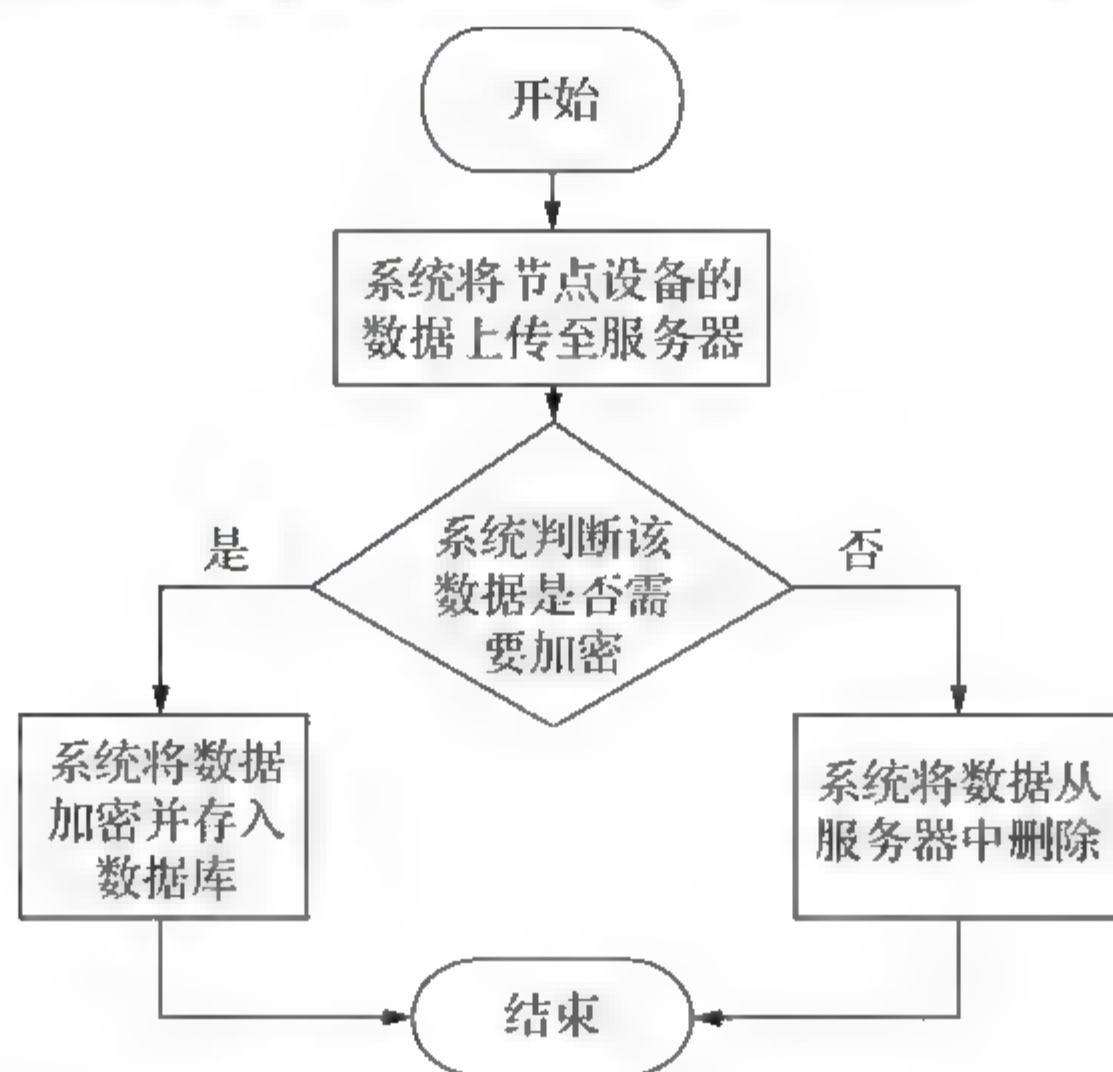 开始
系统将节点设备的
数据上传至服务器
系统判断该
数据是否需
要加密
是
否
系统将数据
加密并存入
数据库
系统将数据从
服务器中删除
结束